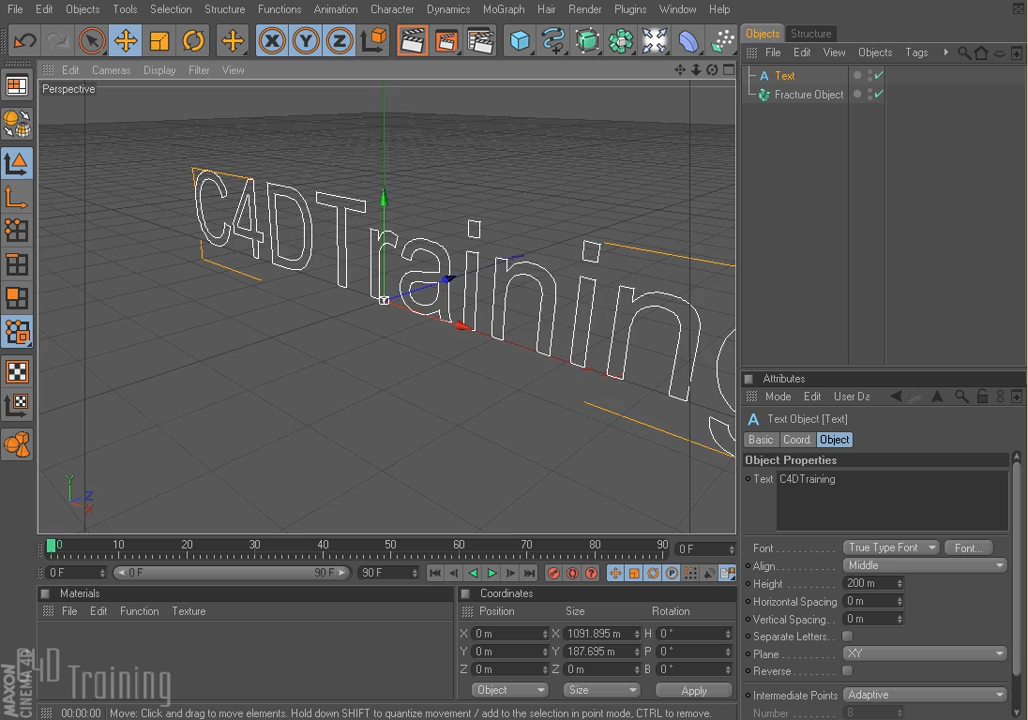 File Edit Objects Tools Selection Structure Functions Animation Character Dynamics MoGraph Hair Render Plugins Window Help
Objects Structure
File Edit View Objects Tags
Edit Cameras Display Filter View
Perspective
Text
Fracture Object
C4DTraining
Y
Z
X
Attributes
Mode Edit User Da
Text Object [Text]
Basic Coord. Object
Object Properties
Text C4DTraining
Font True Type Font Font...
Align Middle
Height 200 m
Horizontal Spacing 0 m
Vertical Spacing 0 m
Separate Letters
Plane XY
Reverse
Intermediate Points Adaptive
Number 8
0 10 20 30 40 50 60 70 80 90 0 F
0 F 0 F 90 F 90 F
Materials
File Edit Function Texture
Coordinates
Position Size Rotation
X 0 m X 1091.895 m H 0 °
Y 0 m Y 187.695 m P 0 °
Z 0 m Z 0 m B 0 °
Object Size Apply
MAXON
CINEMA 4D
C4D Training
00:00:00 Move: Click and drag to move elements. Hold down SHIFT to quantize movement / add to the selection in point mode, CTRL to remove.